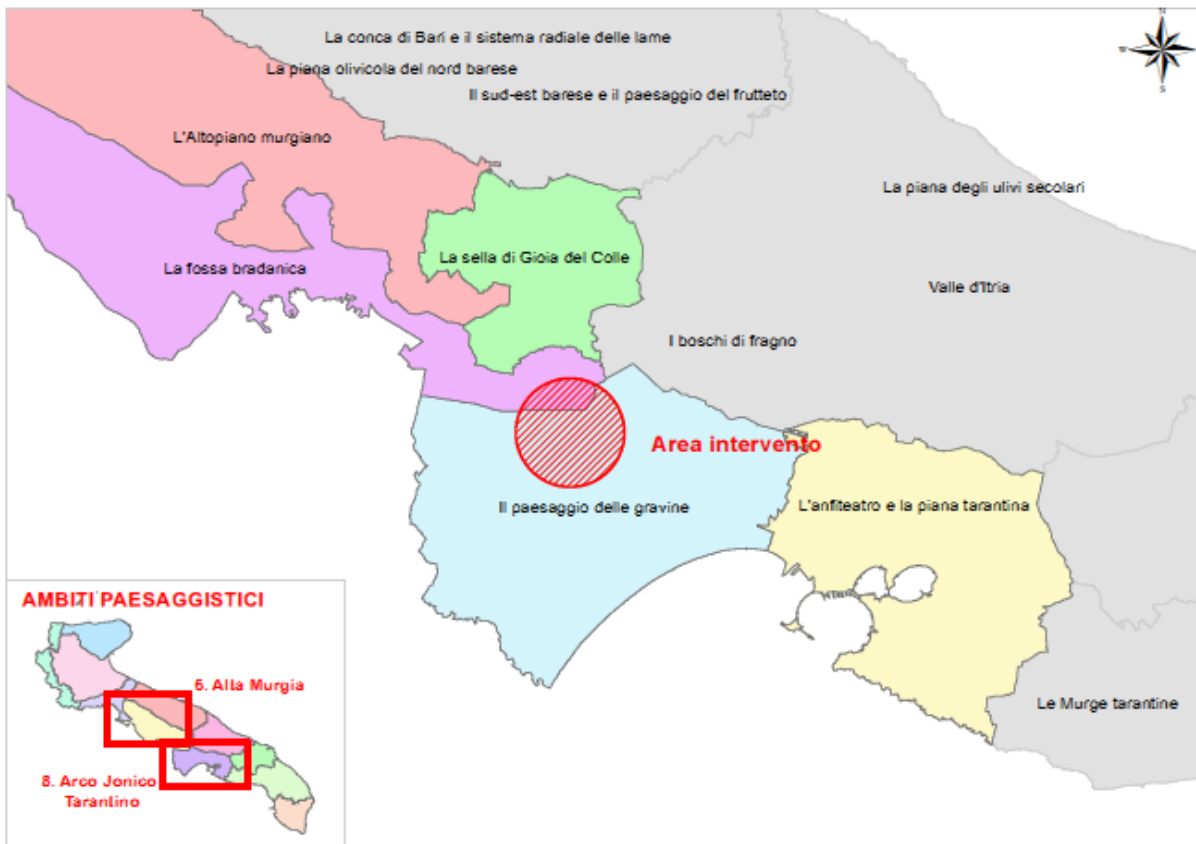 N
W
S
La conca di Bari e il sistema radiale delle lame
La piana olivicola del nord barese
Il sud-est barese e il paesaggio del frutteto
L'Altopiano murgiano
La piana degli ulivi secolari
La sella di Gioia del Colle
La fossa bradanica
Valle d'Itria
I boschi di fragno
Area intervento
Il paesaggio delle gravine
L'anfiteatro e la piana tarantina
Le Murge tarantine
AMBITI PAESAGGISTICI
6. Alta Murgia
8. Arco Jonico
Tarantino